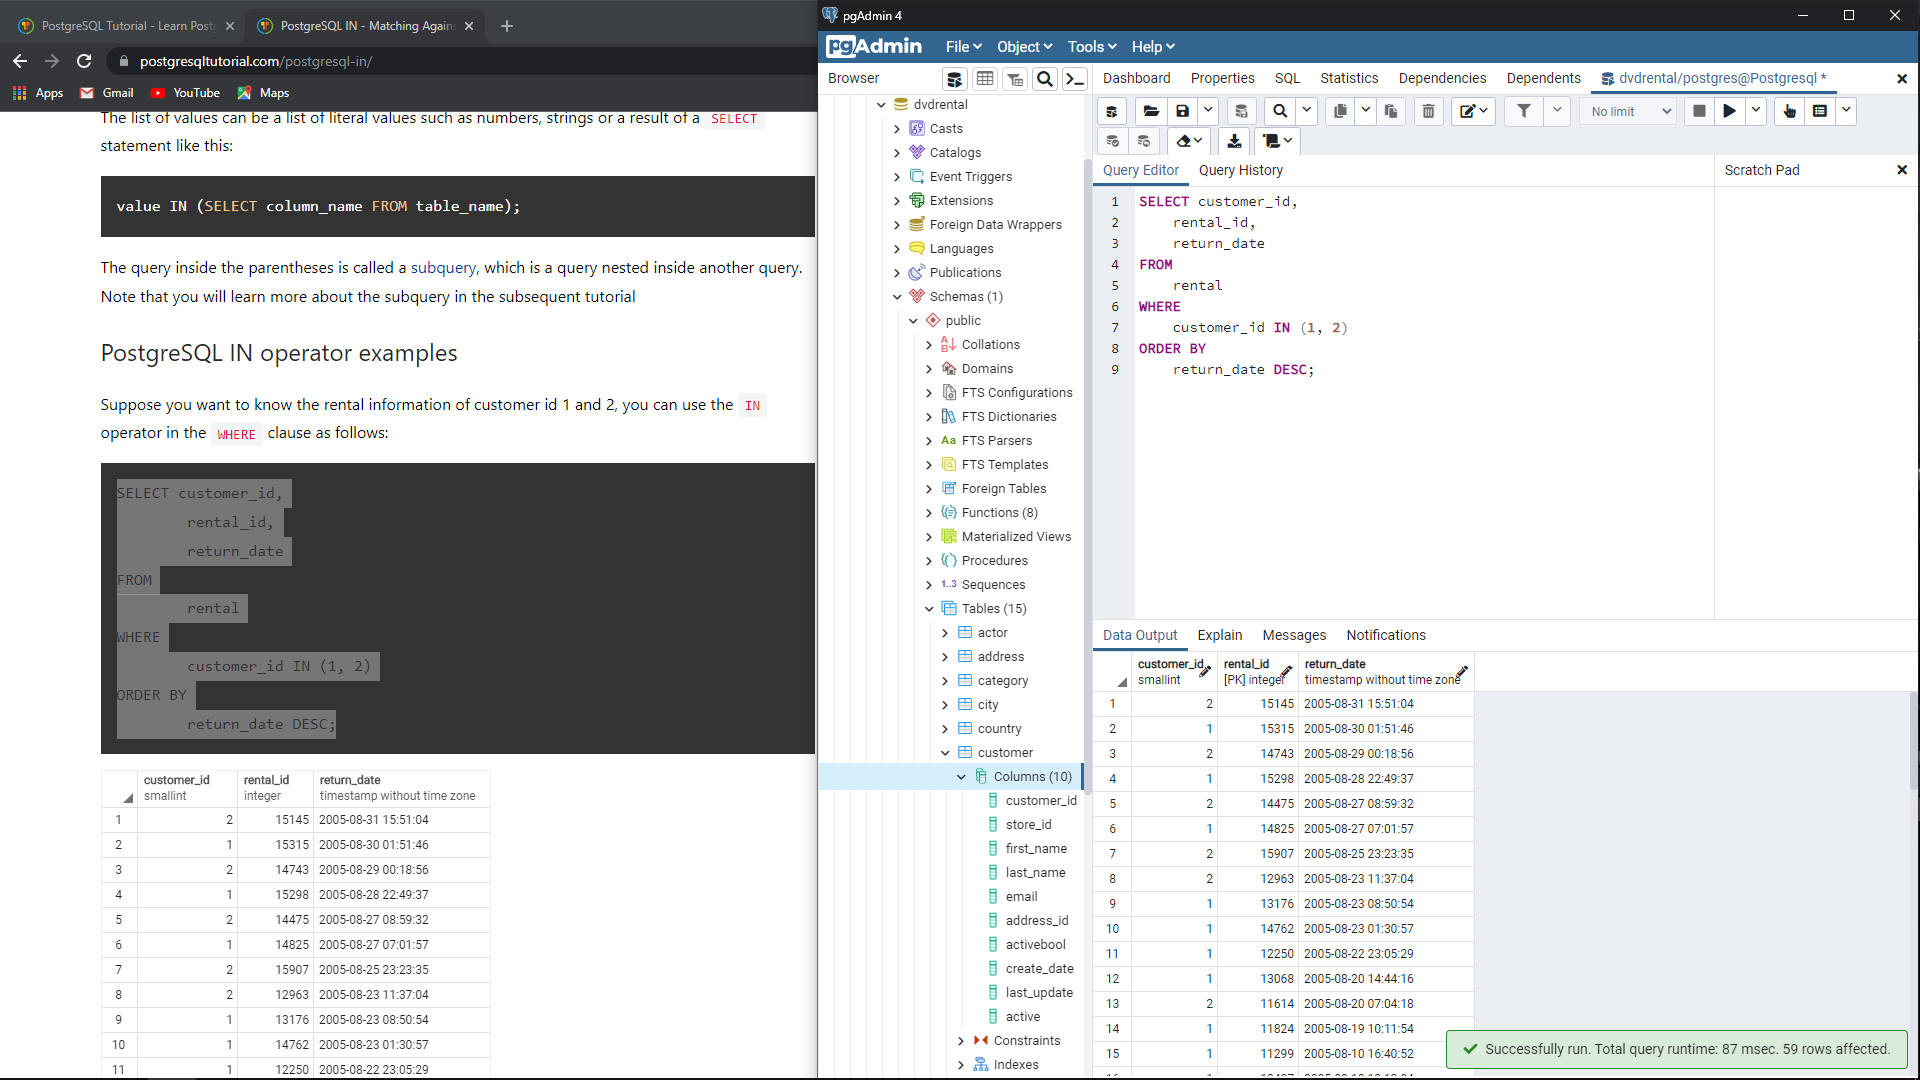 PostgreSQL Tutorial - Learn Post
PostgreSQL IN - Matching Again
postgresqltutorial.com/postgresql-in/
Apps
Gmail
YouTube
Maps
The list of values can be a list of literal values such as numbers, strings or a result of a SELECT
statement like this:
value IN (SELECT column_name FROM table_name);
The query inside the parentheses is called a subquery, which is a query nested inside another query.
Note that you will learn more about the subquery in the subsequent tutorial
PostgreSQL IN operator examples
Suppose you want to know the rental information of customer id 1 and 2, you can use the IN
operator in the WHERE clause as follows:
SELECT customer_id,
rental_id,
return_date
FROM
rental
WHERE
customer_id IN (1, 2)
ORDER BY
return_date DESC;
customer_id rental_id return_date
smallint integer timestamp without time zone
1 2 15145 2005-08-31 15:51:04
2 1 15315 2005-08-30 01:51:46
3 2 14743 2005-08-29 00:18:56
4 1 15298 2005-08-28 22:49:37
5 2 14475 2005-08-27 08:59:32
6 1 14825 2005-08-27 07:01:57
7 2 15907 2005-08-25 23:23:35
8 2 12963 2005-08-23 11:37:04
9 1 13176 2005-08-23 08:50:54
10 1 14762 2005-08-23 01:30:57
11 1 12250 2005-08-22 23:05:29
pgAdmin 4
pgAdmin
File
Object
Tools
Help
Browser
dvdrental
Casts
Catalogs
Event Triggers
Extensions
Foreign Data Wrappers
Languages
Publications
Schemas (1)
public
Collations
Domains
FTS Configurations
FTS Dictionaries
Aa FTS Parsers
FTS Templates
Foreign Tables
Functions (8)
Materialized Views
Procedures
1..3 Sequences
Tables (15)
actor
address
category
city
country
customer
Columns (10)
customer_id
store_id
first_name
last_name
email
address_id
activebool
create_date
last_update
active
Constraints
Indexes
Dashboard
Properties
SQL
Statistics
Dependencies
Dependents
dvdrental/postgres@Postgresql *
No limit
Query Editor
Query History
Scratch Pad
1 SELECT customer_id,
2 rental_id,
3 return_date
4 FROM
5 rental
6 WHERE
7 customer_id IN (1, 2)
8 ORDER BY
9 return_date DESC;
Data Output
Explain
Messages
Notifications
customer_id rental_id return_date
smallint [PK] integer timestamp without time zone
1 2 15145 2005-08-31 15:51:04
2 1 15315 2005-08-30 01:51:46
3 2 14743 2005-08-29 00:18:56
4 1 15298 2005-08-28 22:49:37
5 2 14475 2005-08-27 08:59:32
6 1 14825 2005-08-27 07:01:57
7 2 15907 2005-08-25 23:23:35
8 2 12963 2005-08-23 11:37:04
9 1 13176 2005-08-23 08:50:54
10 1 14762 2005-08-23 01:30:57
11 1 12250 2005-08-22 23:05:29
12 1 13068 2005-08-20 14:44:16
13 2 11614 2005-08-20 07:04:18
14 1 11824 2005-08-19 10:11:54
15 1 11299 2005-08-10 16:40:52
Successfully run. Total query runtime: 87 msec. 59 rows affected.